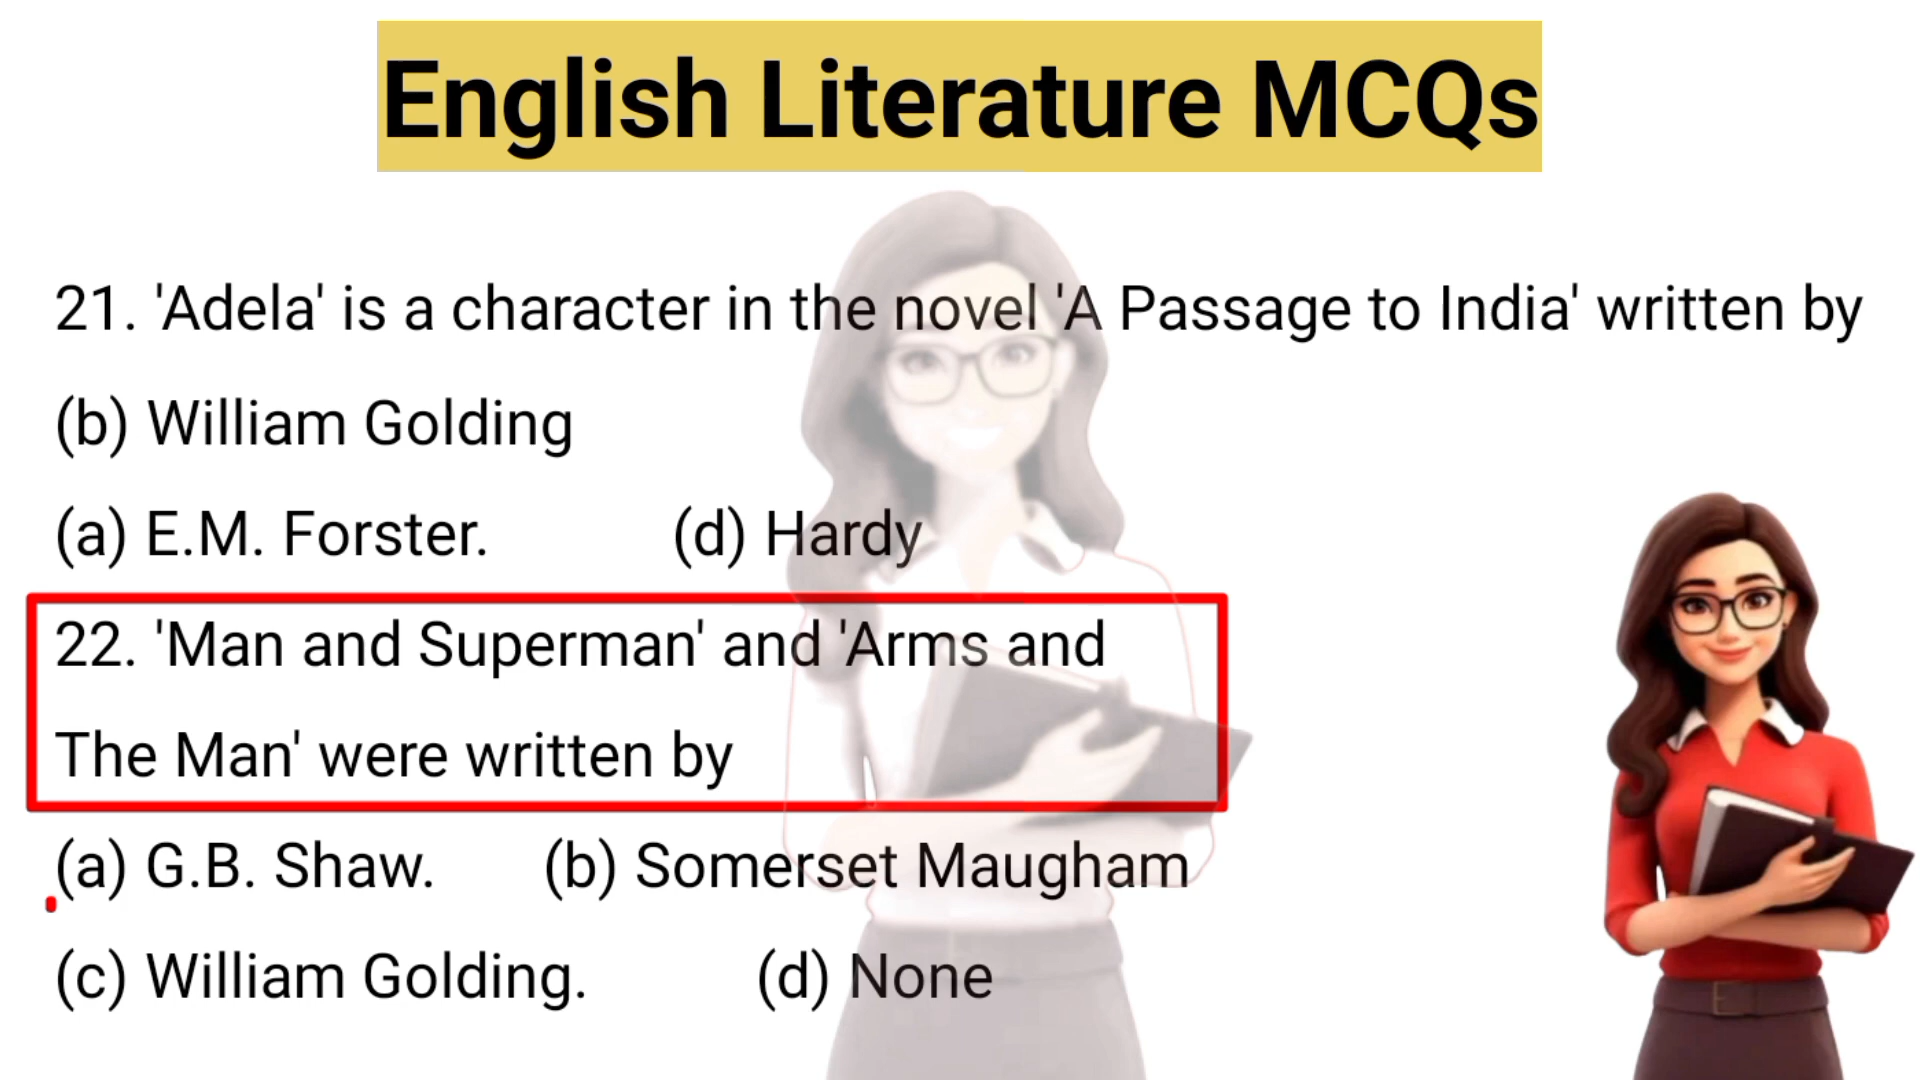 English Literature MCQs
21. 'Adela' is a character in the novel 'A Passage to India' written by
(b) William Golding
(a) E.M. Forster. (d) Hardy
22. 'Man and Superman' and 'Arms and
The Man' were written by
(a) G.B. Shaw. (b) Somerset Maugham
(c) William Golding. (d) None